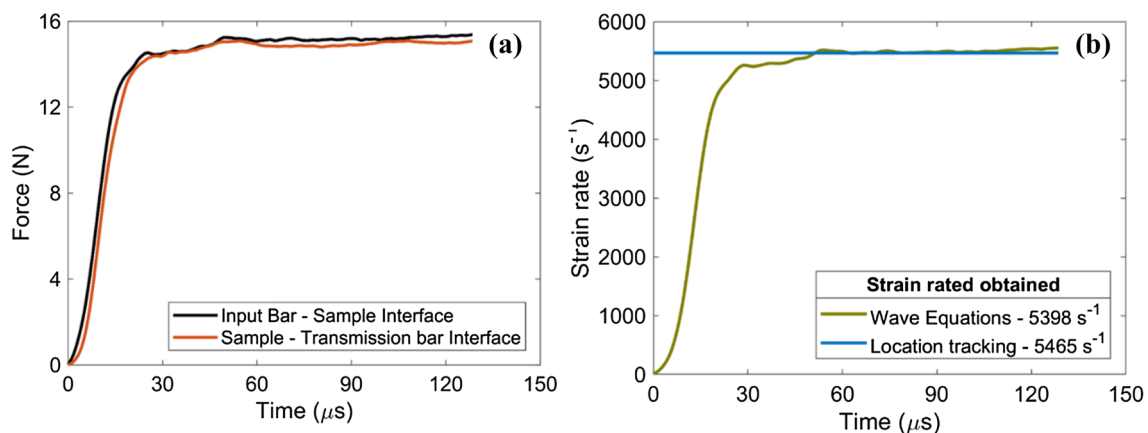 (a)
Force (N)
16
12
8
4
0
0 30 60 90 120 150
Time (μs)
Input Bar - Sample Interface
Sample - Transmission bar Interface
(b)
Strain rate (s⁻¹)
6000
5000
4000
3000
2000
1000
0
0 30 60 90 120 150
Time (μs)
Strain rated obtained
Wave Equations - 5398 s⁻¹
Location tracking - 5465 s⁻¹